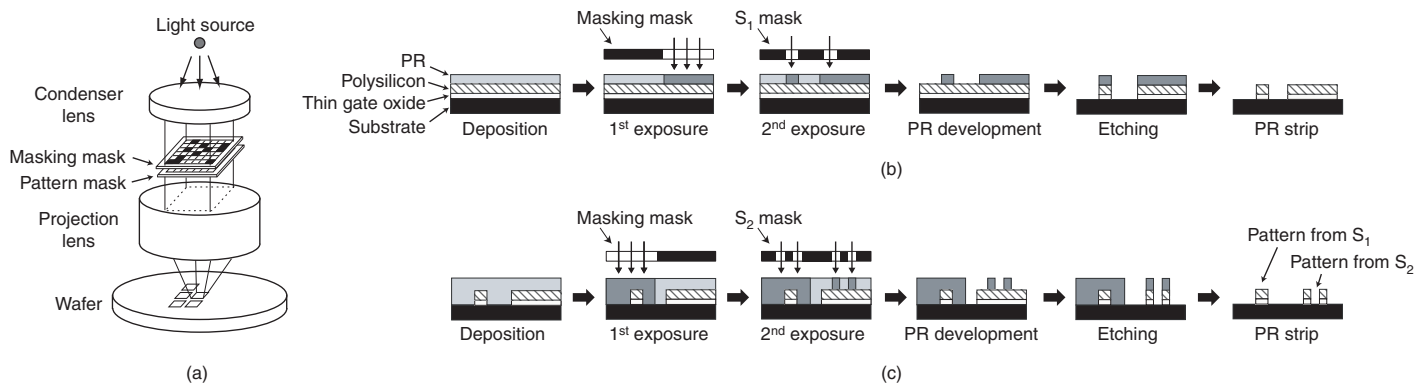 Light source
Condenser
lens
Masking mask
Pattern mask
Projection
lens
Wafer
(a)
Masking mask
S1 mask
PR
Polysilicon
Thin gate oxide
Substrate
Deposition
1st exposure
2nd exposure
PR development
Etching
PR strip
(b)
Masking mask
S2 mask
Pattern from S1
Pattern from S2
Deposition
1st exposure
2nd exposure
PR development
Etching
PR strip
(c)